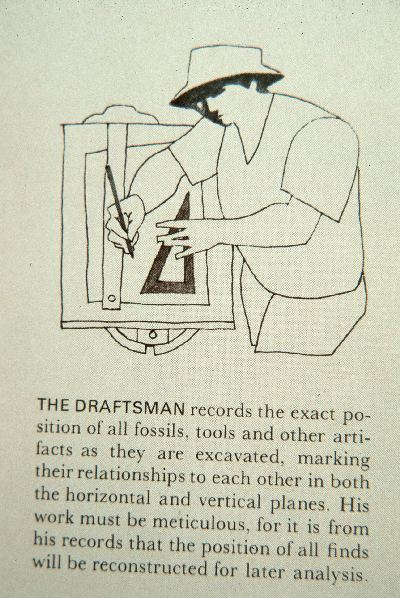 THE DRAFTSMAN records the exact po-
sition of all fossils, tools and other arti-
facts as they are excavated, marking
their relationships to each other in both
the horizontal and vertical planes. His
work must be meticulous, for it is from
his records that the position of all finds
will be reconstructed for later analysis.